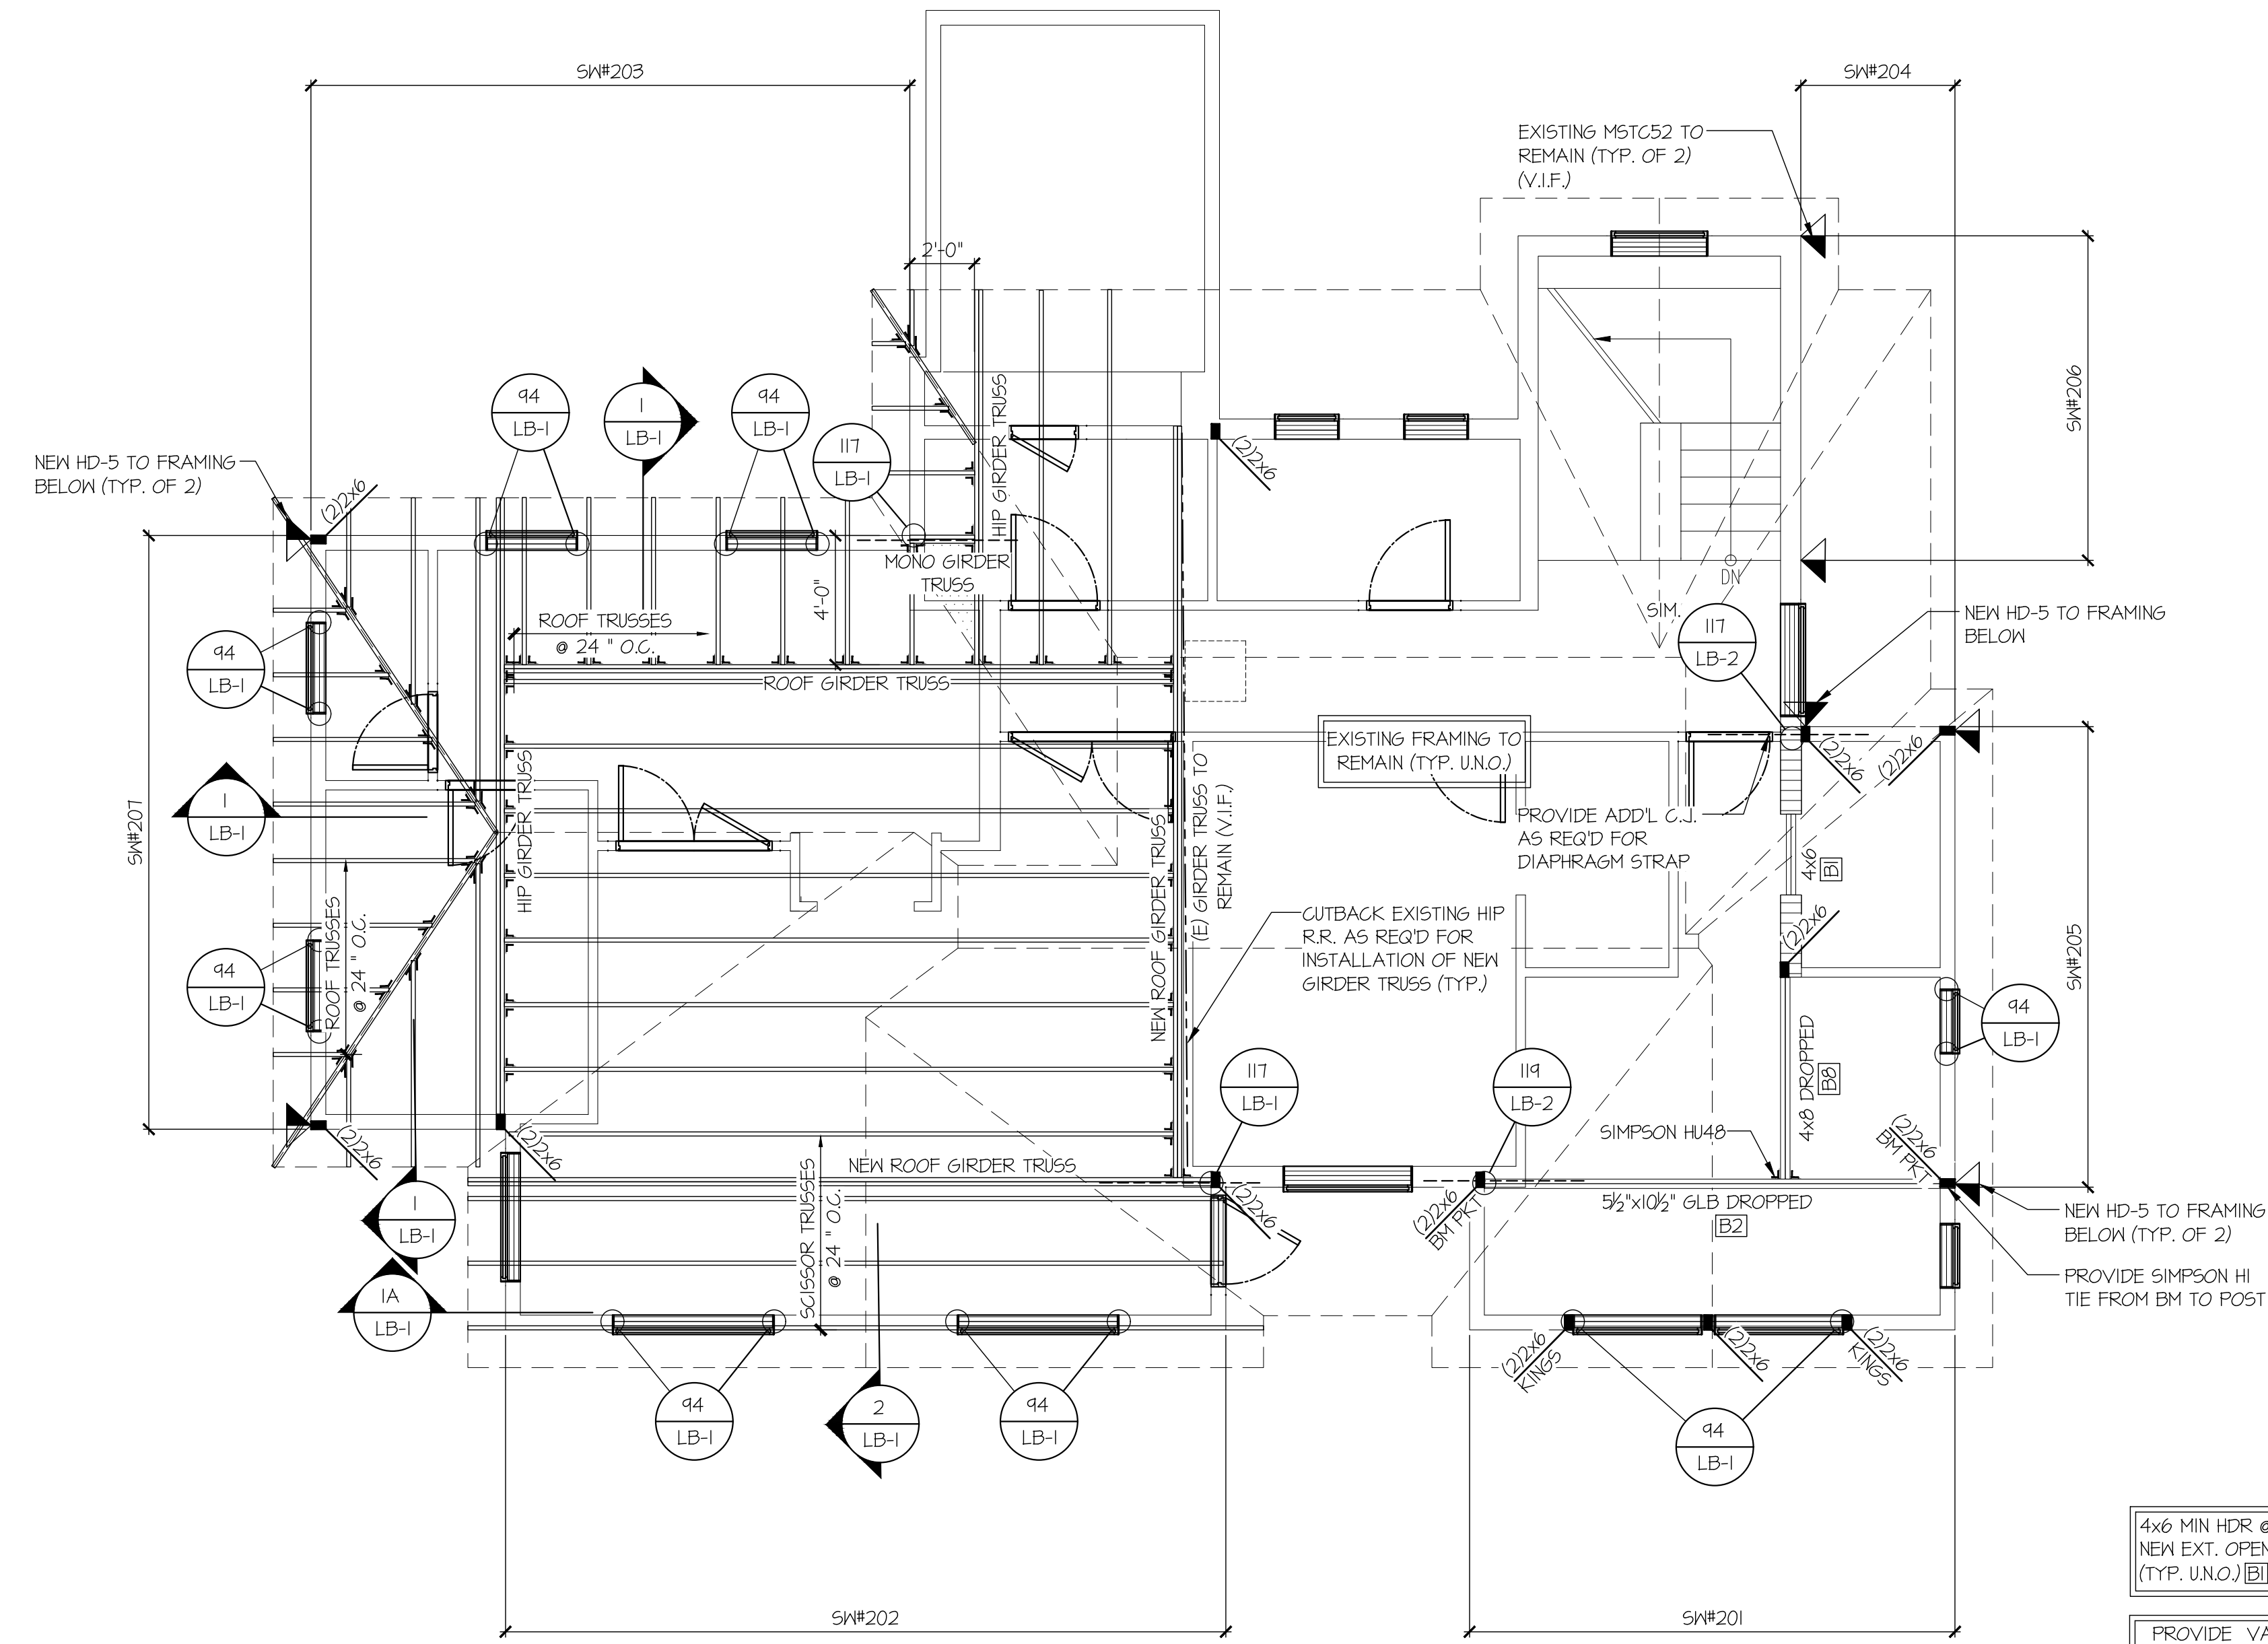 SW#203
SW#204
EXISTING MSTC52 TO
REMAIN (TYP. OF 2)
(V.I.F.)
2'-0"
SW#206
94
LB-1
1
LB-1
94
LB-1
117
LB-1
HIP GIRDER TRUSS
(2)2x6
NEW HD-5 TO FRAMING
BELOW (TYP. OF 2)
(2)2x6
MONO GIRDER
TRUSS
4'-0"
ROOF TRUSSES
@ 24 " O.C.
DN
SIM.
117
LB-2
NEW HD-5 TO FRAMING
BELOW
94
LB-1
ROOF GIRDER TRUSS
EXISTING FRAMING TO
REMAIN (TYP. U.N.O.)
(2)2x6
(2)2x6
SW#207
1
LB-1
HIP GIRDER TRUSS
NEW ROOF GIRDER TRUSS
(E) GIRDER TRUSS TO
REMAIN (V.I.F.)
PROVIDE ADD'L C.J.
AS REQ'D FOR
DIAPHRAGM STRAP
4x6
B1
CUTBACK EXISTING HIP
R.R. AS REQ'D FOR
INSTALLATION OF NEW
GIRDER TRUSS (TYP.)
(2)2x6
SW#205
94
LB-1
ROOF TRUSSES
@ 24 " O.C.
94
LB-1
117
LB-1
119
LB-2
4x8 DROPPED
B8
SIMPSON HU48
(2)2x6
BM PKT
(2)2x6
(2)2x6
SCISSOR TRUSSES
@ 24 " O.C.
NEW ROOF GIRDER TRUSS
(2)2x6
(2)2x6
BM PKT
5½"x10½" GLB DROPPED
B2
NEW HD-5 TO FRAMING
BELOW (TYP. OF 2)
1
LB-1
PROVIDE SIMPSON H1
TIE FROM BM TO POST
1A
LB-1
(2)2x6
KINGS
(2)2x6
(2)2x6
KINGS
94
LB-1
2
LB-1
94
LB-1
94
LB-1
4x6 MIN HDR @
NEW EXT. OPEN
(TYP. U.N.O.) B1
SW#202
SW#201
PROVIDE VA